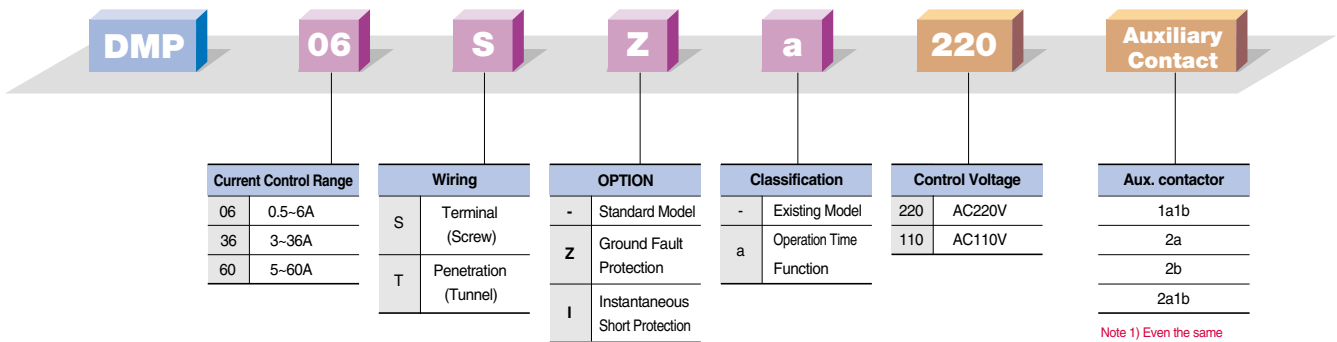 DMP 06 S Z a 220 Auxiliary Contact
Current Control Range
06 0.5~6A
36 3~36A
60 5~60A
Wiring
S Terminal (Screw)
T Penetration (Tunnel)
OPTION
- Standard Model
Z Ground Fault Protection
I Instantaneous Short Protection
Classification
- Existing Model
a Operation Time Function
Control Voltage
220 AC220V
110 AC110V
Aux. contactor
1a1b
2a
2b
2a1b
Note 1) Even the same